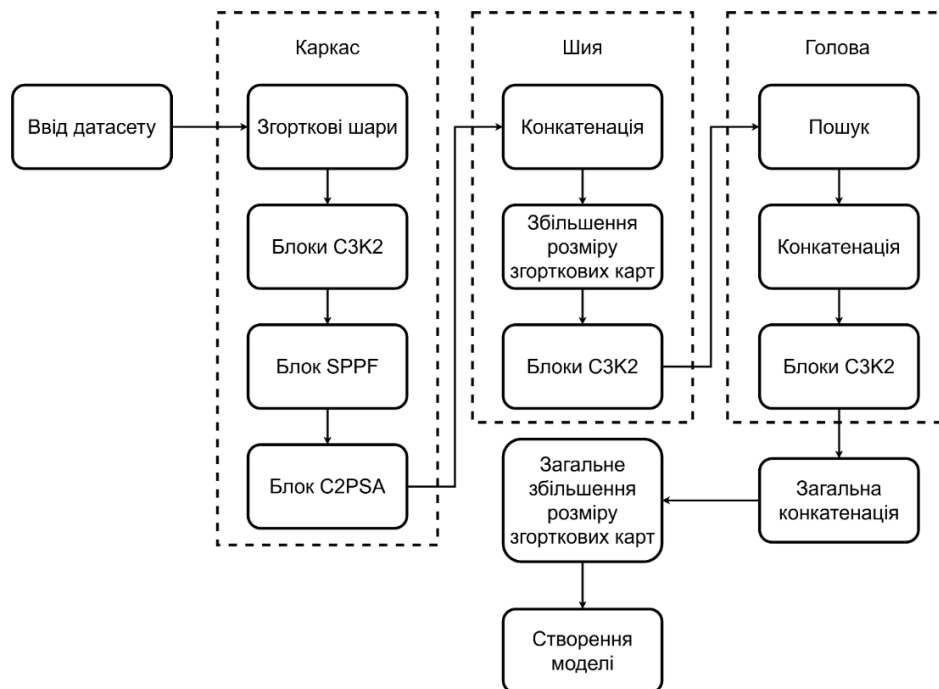 Каркас
Шия
Голова
Ввід датасету
Згорткові шари
Конкатенація
Пошук
Блоки C3K2
Збільшення
розміру
згорткових карт
Конкатенація
Блок SPPF
Блоки C3K2
Блоки C3K2
Блок C2PSA
Загальне
збільшення
розміру
згорткових карт
Загальна
конкатенація
Створення
моделі